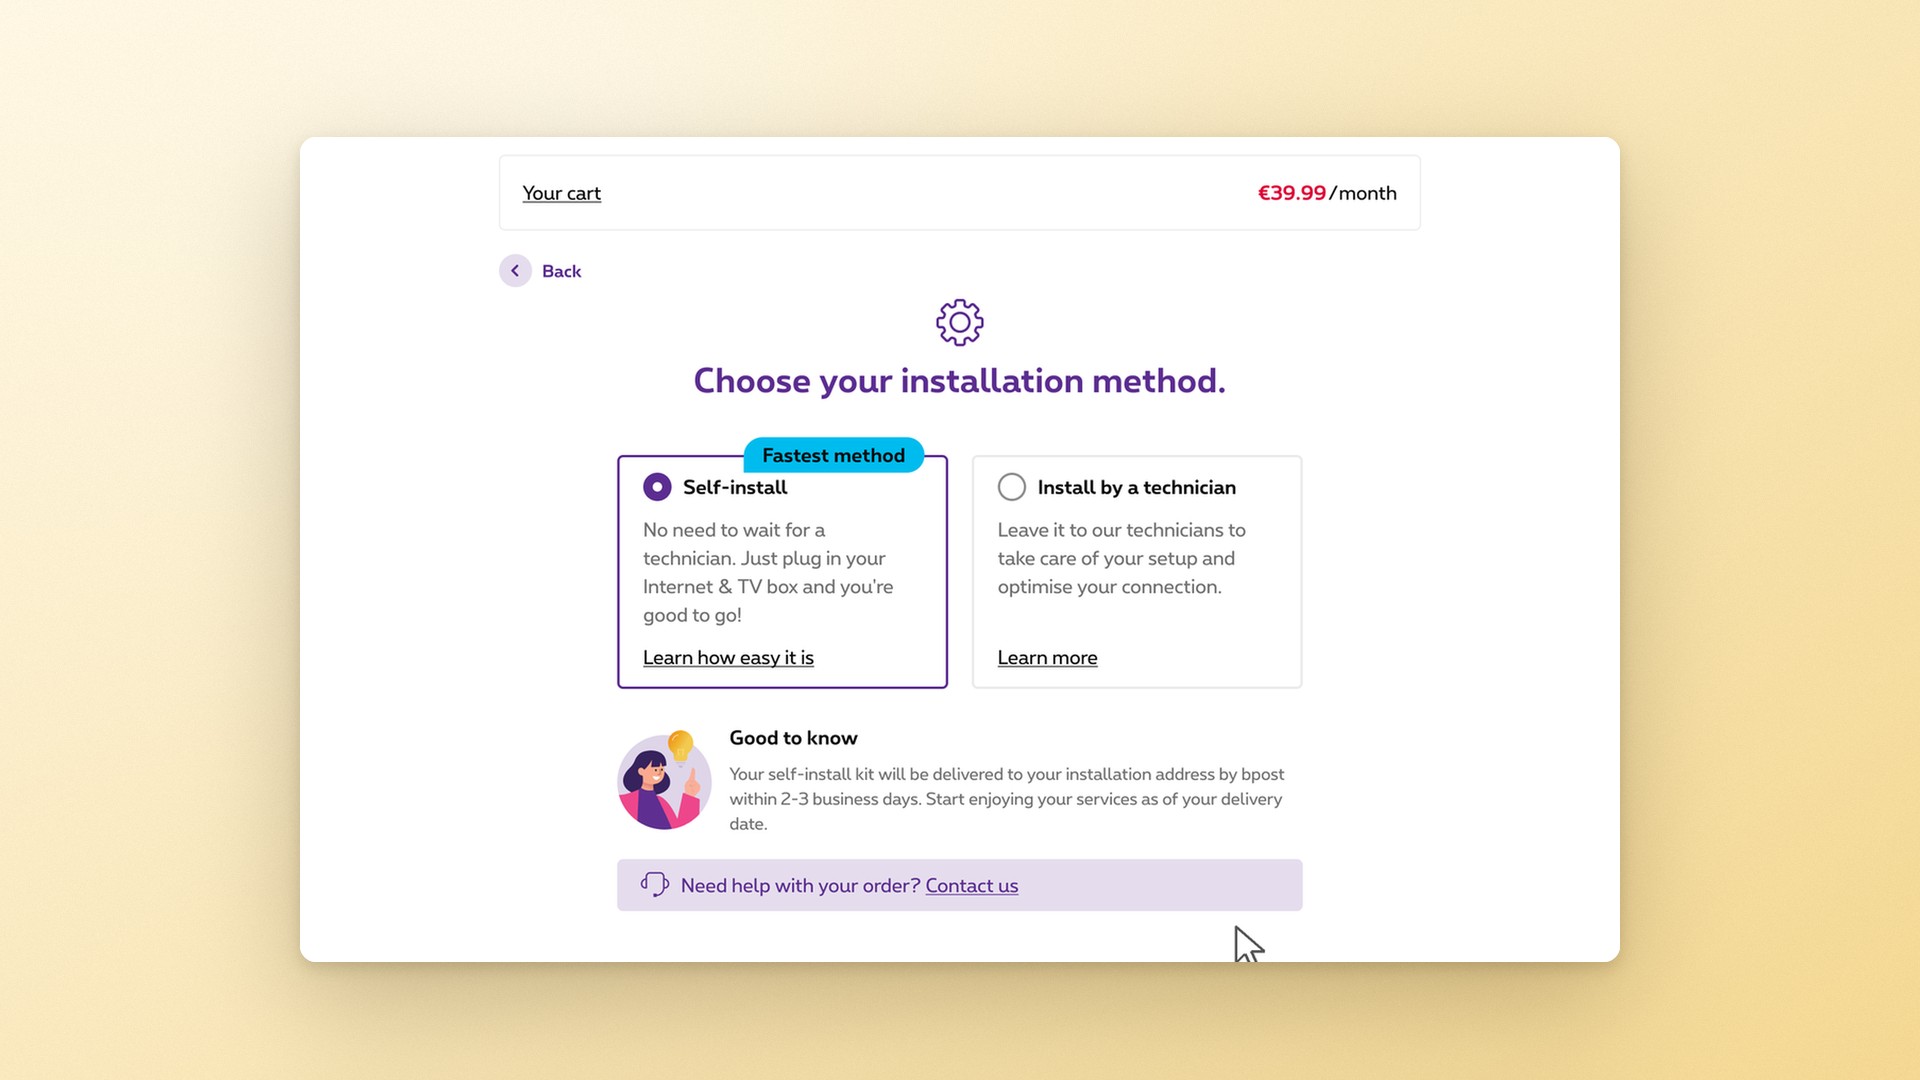 Your cart
€39.99/month
Back
Choose your installation method.
Fastest method
Self-install
No need to wait for a
technician. Just plug in your
Internet & TV box and you're
good to go!
Learn how easy it is
Install by a technician
Leave it to our technicians to
take care of your setup and
optimise your connection.
Learn more
Good to know
Your self-install kit will be delivered to your installation address by bpost
within 2-3 business days. Start enjoying your services as of your delivery
date.
Need help with your order? Contact us